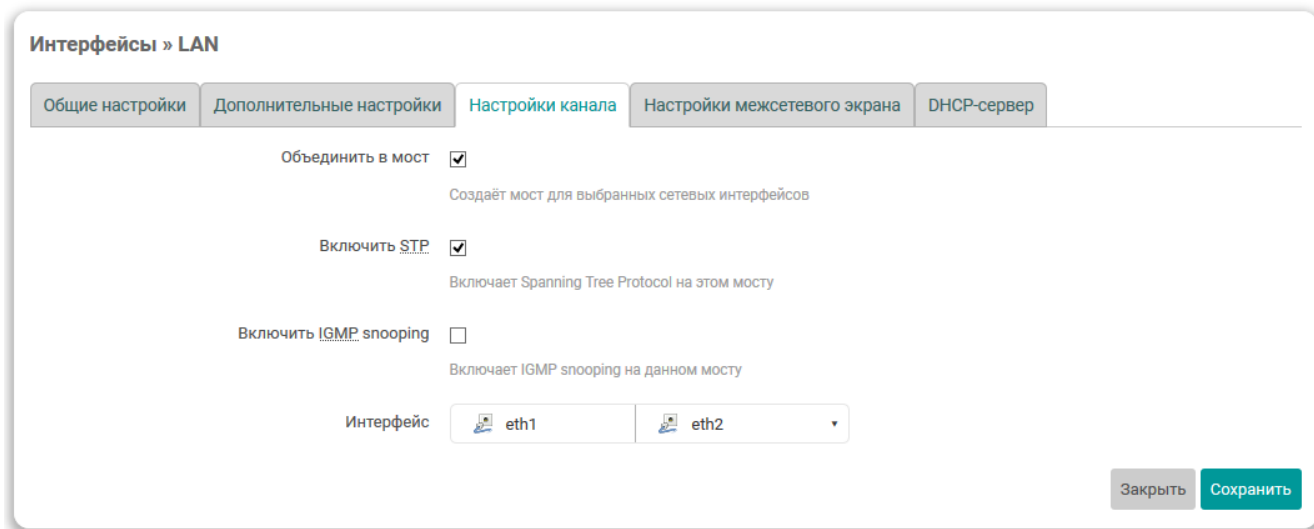 Интерфейсы » LAN
Общие настройки Дополнительные настройки Настройки канала Настройки межсетевого экрана DHCP-сервер
Объединить в мост
Создаёт мост для выбранных сетевых интерфейсов
Включить STP
Включает Spanning Tree Protocol на этом мосту
Включить IGMP snooping
Включает IGMP snooping на данном мосту
Интерфейс eth1 eth2
Закрыть Сохранить